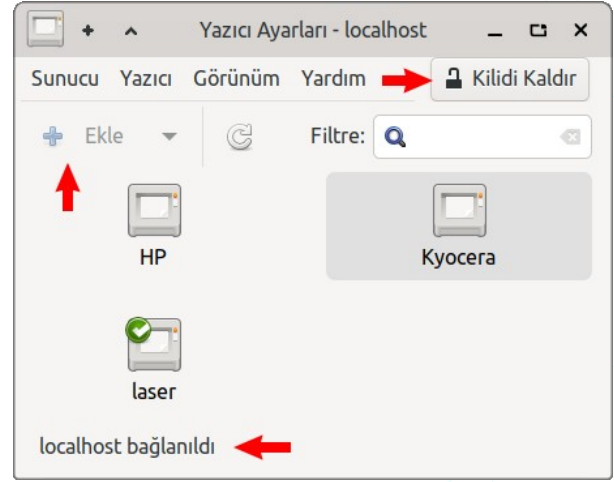 Yazıcı Ayarları - localhost
Sunucu Yazıcı Görünüm Yardım Kilidi Kaldır
Ekle Filtre:
HP Kyocera
laser
localhost bağlanıldı